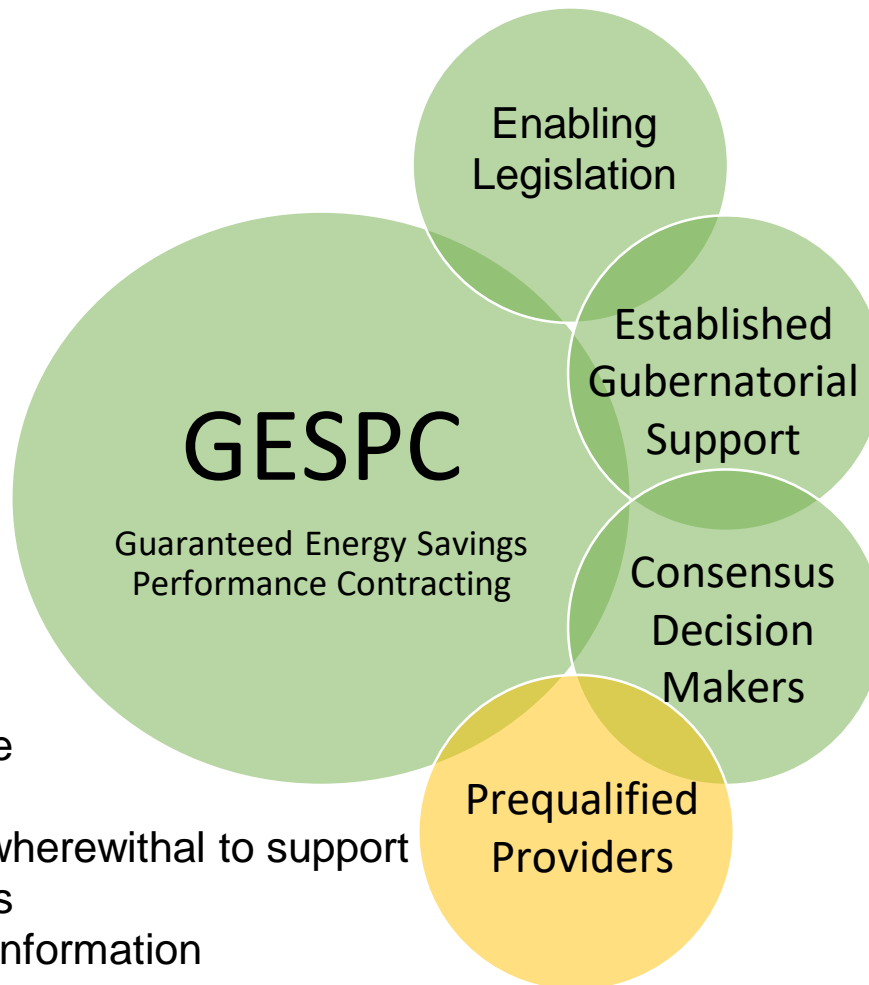 Enabling
Legislation
Established
Gubernatorial
Support
GESPC
Guaranteed Energy Savings
Performance Contracting
Consensus
Decision
Makers
Prequalified
Providers
wherewithal to support
information